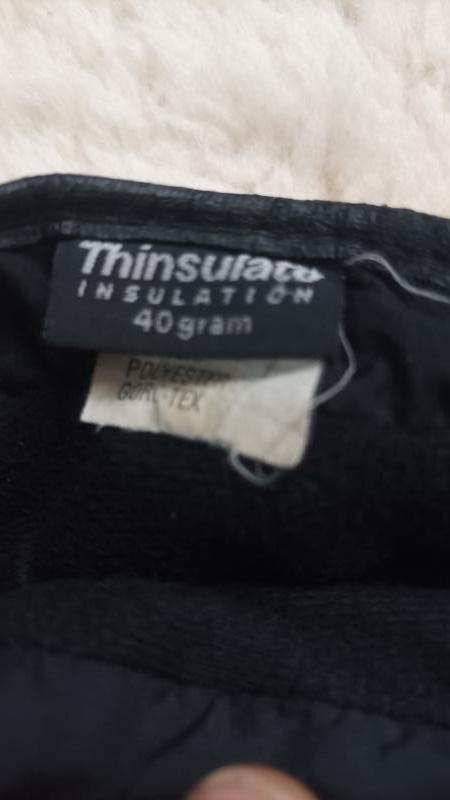 Thinsulate
INSULATION
40 gram
POLYESTER
GORE-TEX